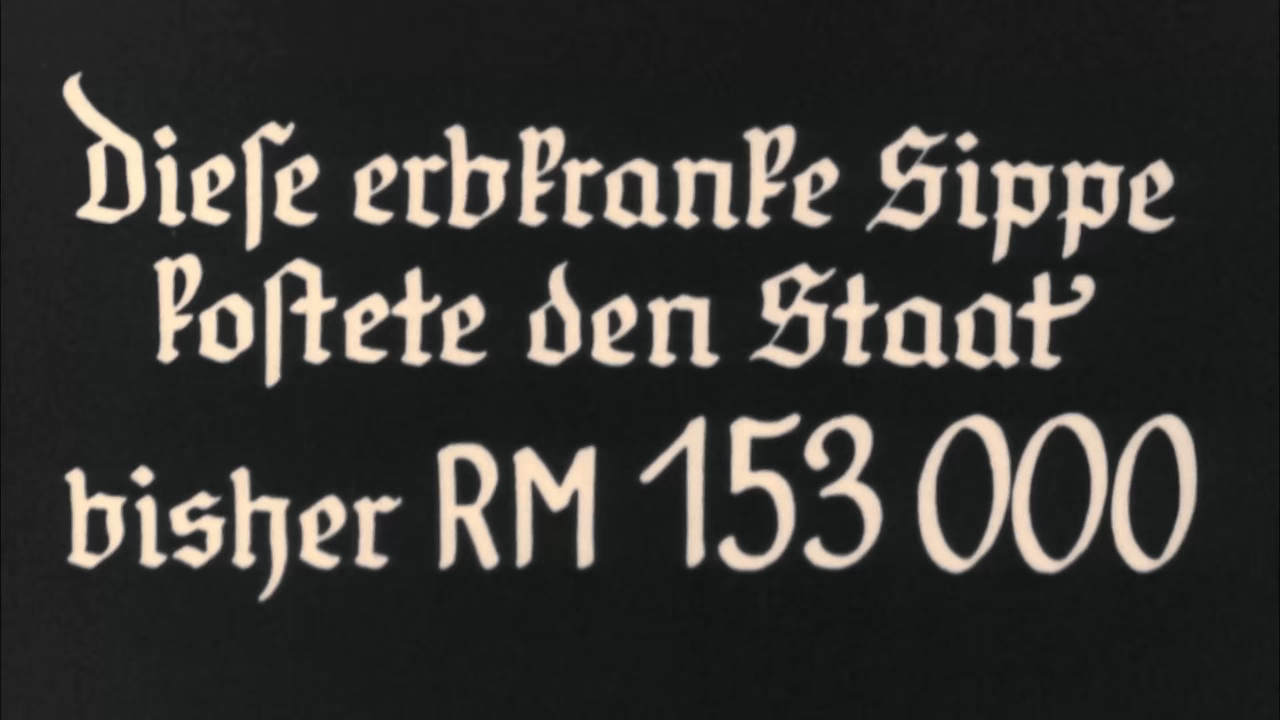 Dieſe erbkranke Sippe
koſtete den Staat
bisher RM 153 000